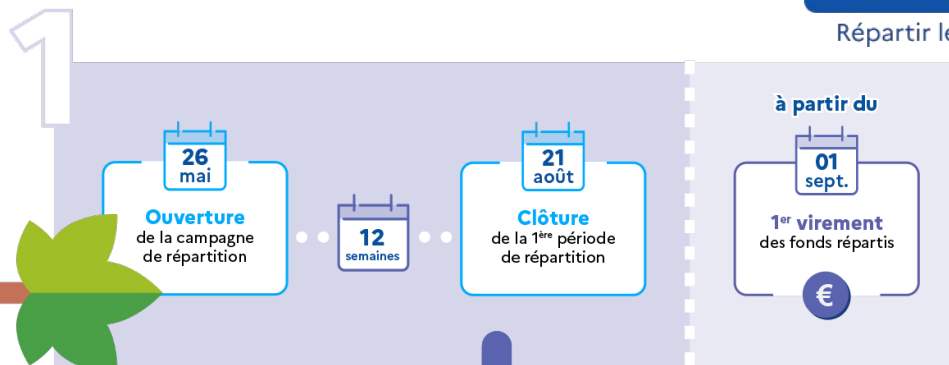 1
Répartir le
à partir du
26
mai
Ouverture
de la campagne
de répartition
12
semaines
21
août
Clôture
de la 1ère période
de répartition
01
sept.
1er virement
des fonds répartis
€